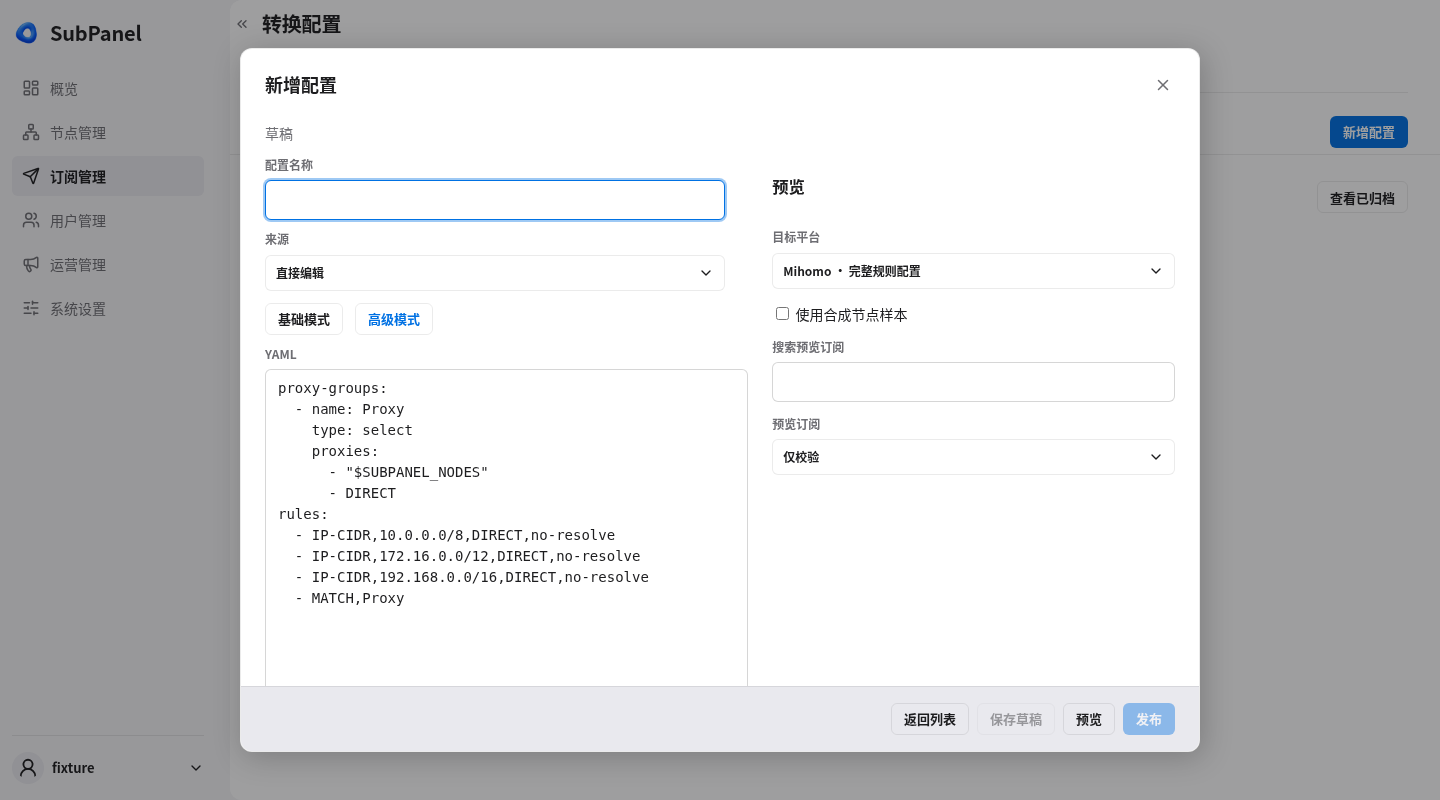 SubPanel
概览
节点管理
订阅管理
用户管理
运营管理
系统设置
fixture
转换配置
新增配置
查看已归档
新增配置
草稿
配置名称
来源
直接编辑
基础模式
高级模式
YAML
proxy-groups:
  - name: Proxy
    type: select
    proxies:
      - "$SUBPANEL_NODES"
      - DIRECT
rules:
  - IP-CIDR,10.0.0.0/8,DIRECT,no-resolve
  - IP-CIDR,172.16.0.0/12,DIRECT,no-resolve
  - IP-CIDR,192.168.0.0/16,DIRECT,no-resolve
  - MATCH,Proxy
预览
目标平台
Mihomo · 完整规则配置
使用合成节点样本
搜索预览订阅
预览订阅
仅校验
返回列表
保存草稿
预览
发布